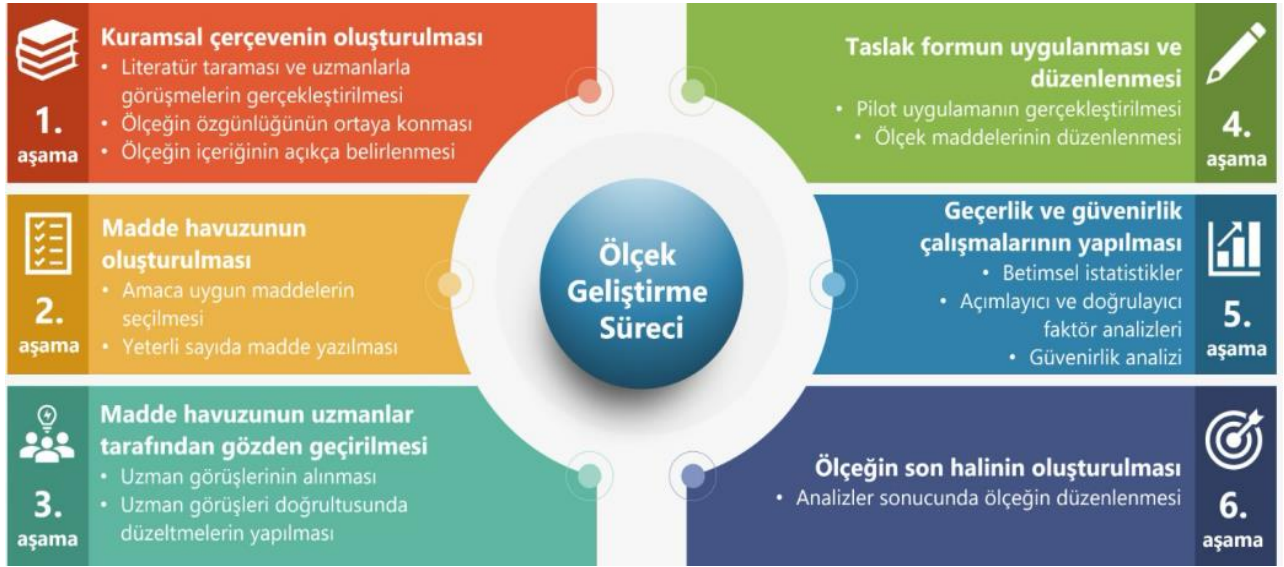 1.
aşama
Kuramsal çerçevenin oluşturulması
• Literatür taraması ve uzmanlarla
görüşmelerin gerçekleştirilmesi
• Ölçeğin özgünlüğünün ortaya konması
• Ölçeğin içeriğinin açıkça belirlenmesi
2.
aşama
Madde havuzunun
oluşturulması
• Amaca uygun maddelerin
seçilmesi
• Yeterli sayıda madde yazılması
3.
aşama
Madde havuzunun uzmanlar
tarafından gözden geçirilmesi
• Uzman görüşlerinin alınması
• Uzman görüşleri doğrultusunda
düzeltmelerin yapılması
Ölçek
Geliştirme
Süreci
Taslak formun uygulanması ve
düzenlenmesi
• Pilot uygulamanın gerçekleştirilmesi
• Ölçek maddelerinin düzenlenmesi
4.
aşama
Geçerlik ve güvenirlik
çalışmalarının yapılması
• Betimsel istatistikler
• Açımlayıcı ve doğrulayıcı
faktör analizleri
• Güvenirlik analizi
5.
aşama
Ölçeğin son halinin oluşturulması
• Analizler sonucunda ölçeğin düzenlenmesi
6.
aşama